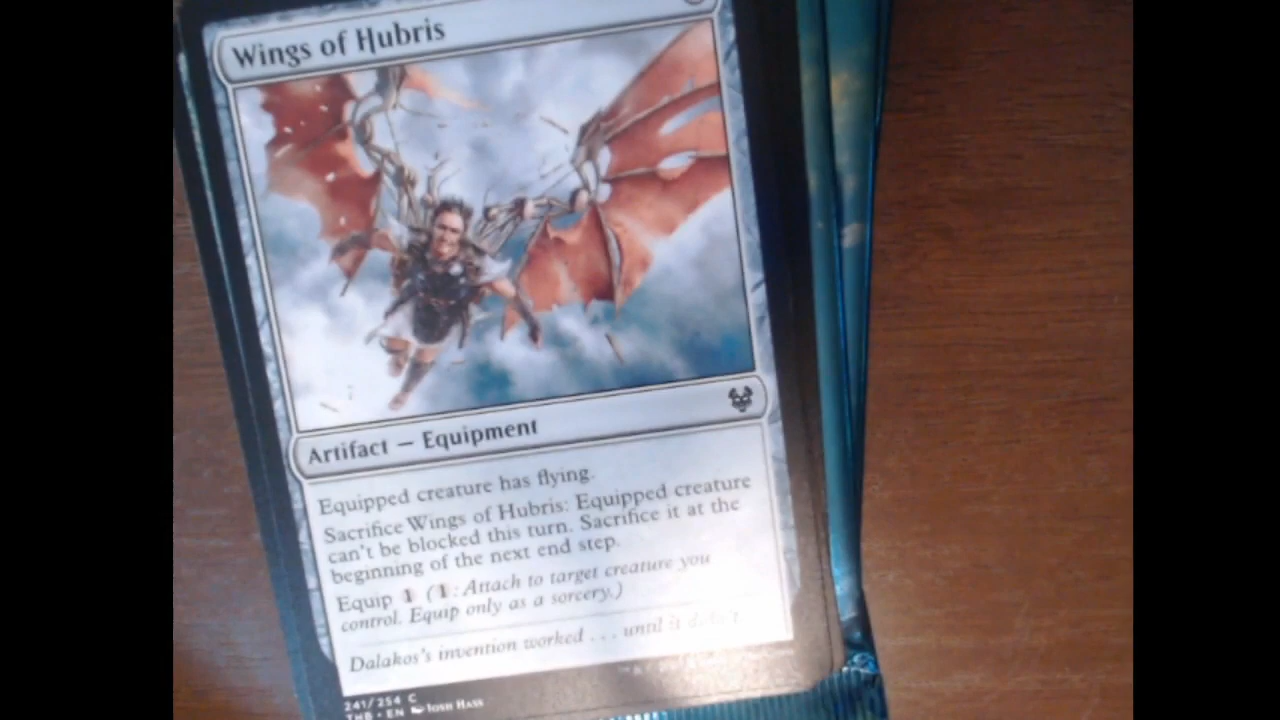 Wings of Hubris
Artifact — Equipment
Equipped creature has flying.
Sacrifice Wings of Hubris: Equipped creature
can't be blocked this turn. Sacrifice it at the
beginning of the next end step.
Equip 1 (1: Attach to target creature you
control. Equip only as a sorcery.)
Dalakos's invention worked . . . until it didn't.
241/254 C
THB • EN Josh Hass